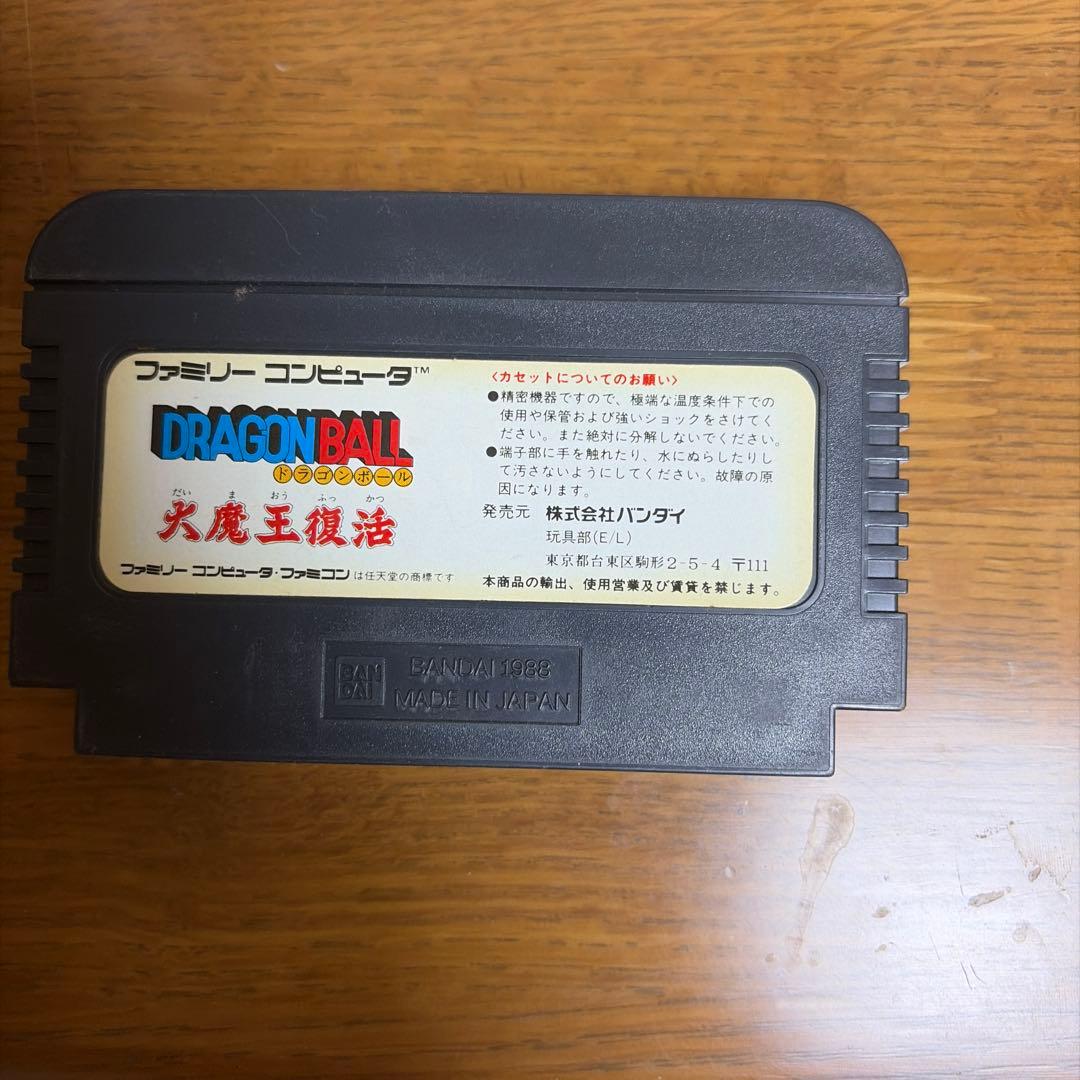 ファミリー コンピュータ™
DRAGON BALL
ドラゴンボール
だい ま おう ふっ かつ
大魔王復活
ファミリー コンピュータ・ファミコン は任天堂の商標です
〈カセットについてのお願い〉
●精密機器ですので、極端な温度条件下での
使用や保管および強いショックをさけてく
ださい。また絶対に分解しないでください。
●端子部に手を触れたり、水にぬらしたりし
て汚さないようにしてください。故障の原
因になります。
発売元 株式会社バンダイ
玩具部(E/L)
東京都台東区駒形2-5-4 〒111
本商品の輸出、使用営業及び賃貸を禁じます。
BAN
DAI
BANDAI 1988
MADE IN JAPAN